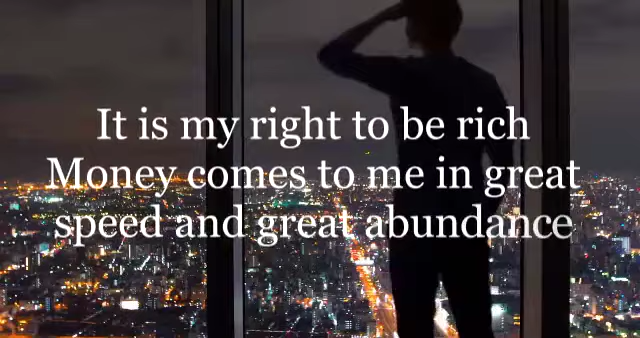 It is my right to be rich
Money comes to me in great
speed and great abundance